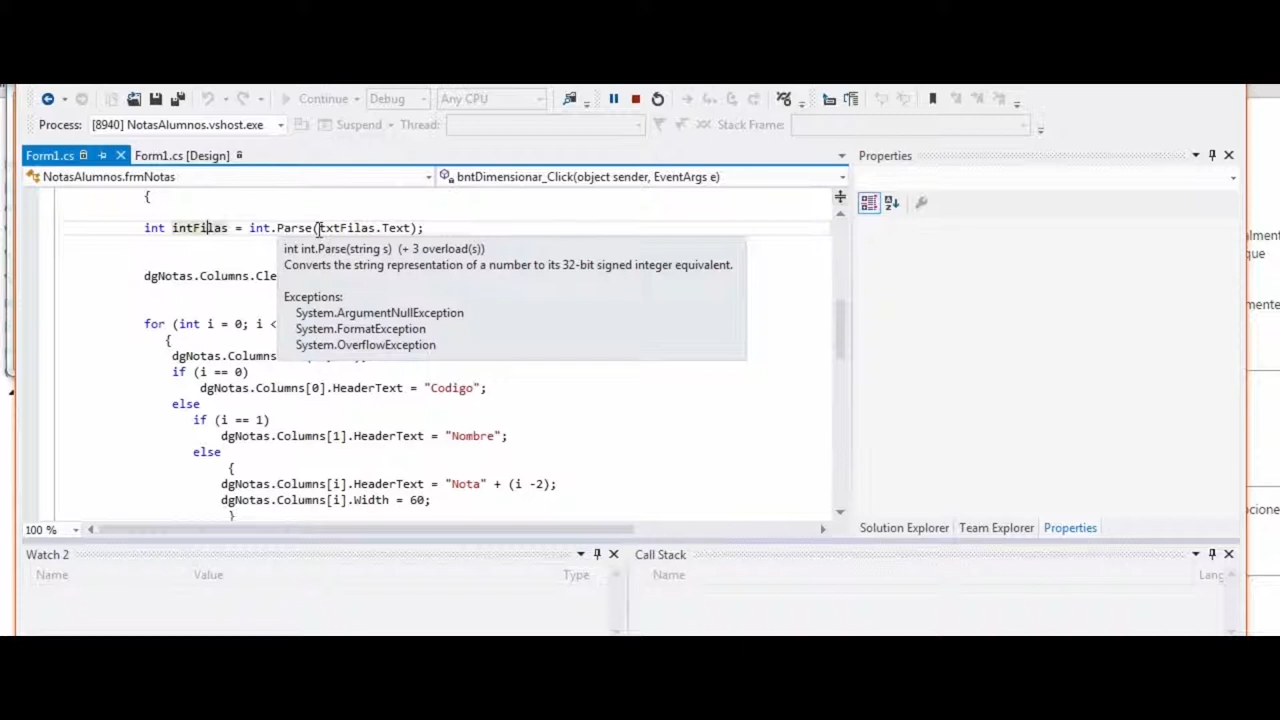 Continue Debug Any CPU
Process: [8940] NotasAlumnos.vshost.exe Suspend Thread: Stack Frame:
Form1.cs Form1.cs [Design] Properties
NotasAlumnos.frmNotas bntDimensionar_Click(object sender, EventArgs e)
{
int intFilas = int.Parse(txtFilas.Text);
int int.Parse(string s) (+ 3 overload(s))
Converts the string representation of a number to its 32-bit signed integer equivalent.
Exceptions:
System.ArgumentNullException
System.FormatException
System.OverflowException
dgNotas.Columns.Cle
for (int i = 0; i <
{
dgNotas.Colum
if (i == 0)
dgNotas.Columns[0].HeaderText = "Codigo";
else
if (i == 1)
dgNotas.Columns[1].HeaderText = "Nombre";
else
{
dgNotas.Columns[i].HeaderText = "Nota" + (i -2);
dgNotas.Columns[i].Width = 60;
}
100 %
Solution Explorer Team Explorer Properties
Watch 2 Call Stack
Name Value Type Name Lang